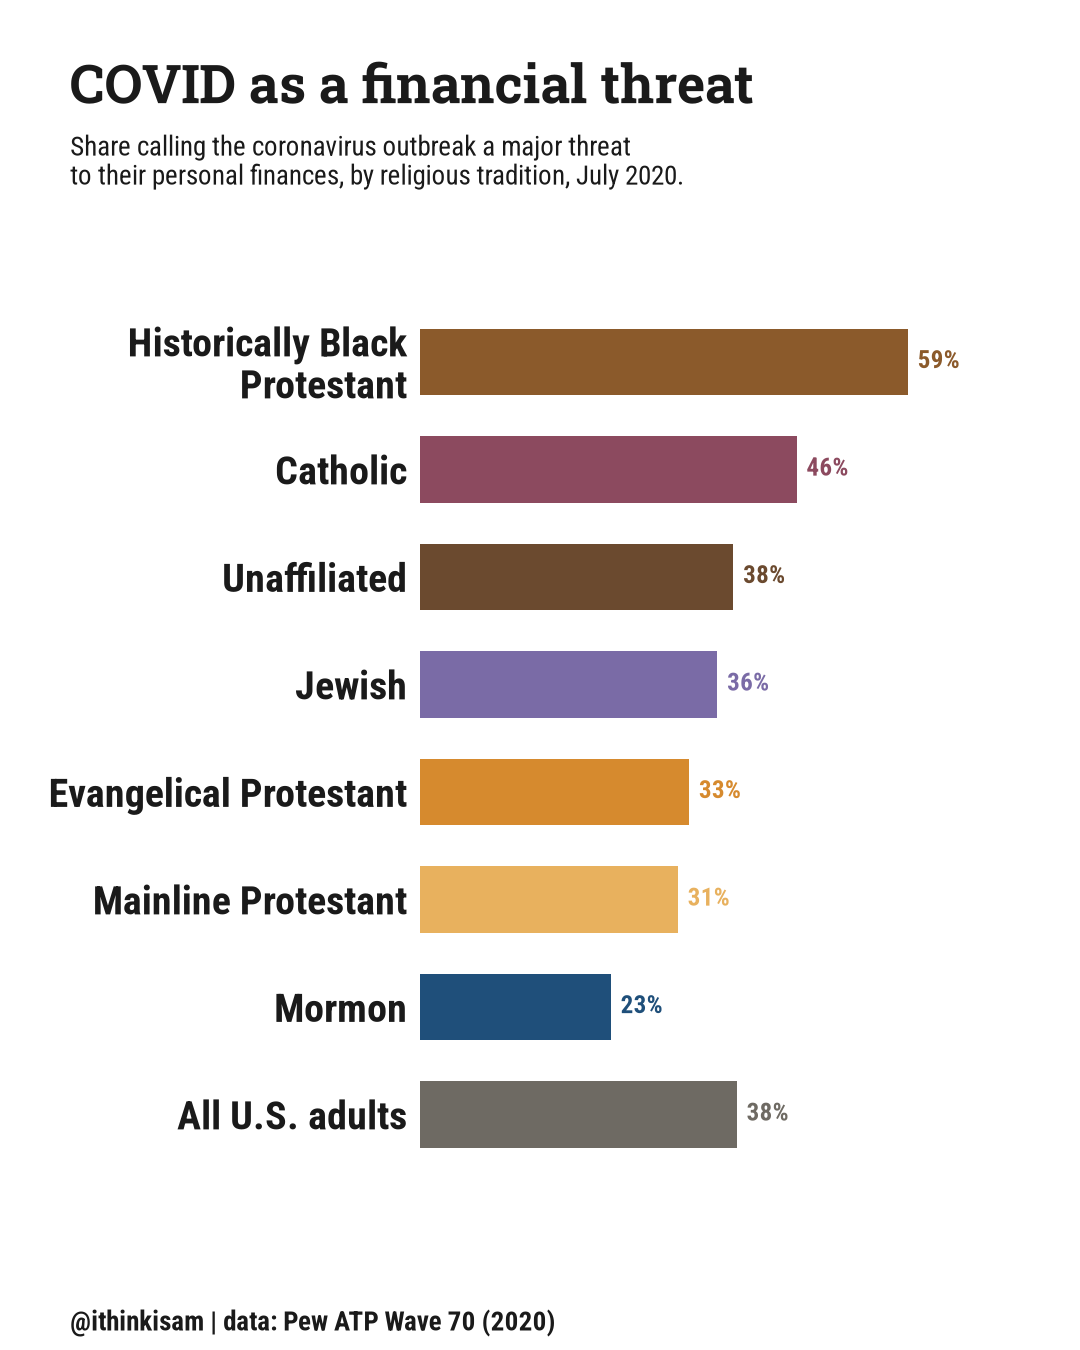 COVID as a financial threat
Share calling the coronavirus outbreak a major threat
to their personal finances, by religious tradition, July 2020.
Historically Black
Protestant
59%
Catholic
46%
Unaffiliated
38%
Jewish
36%
Evangelical Protestant
33%
Mainline Protestant
31%
Mormon
23%
All U.S. adults
38%
@ithinkisam | data: Pew ATP Wave 70 (2020)